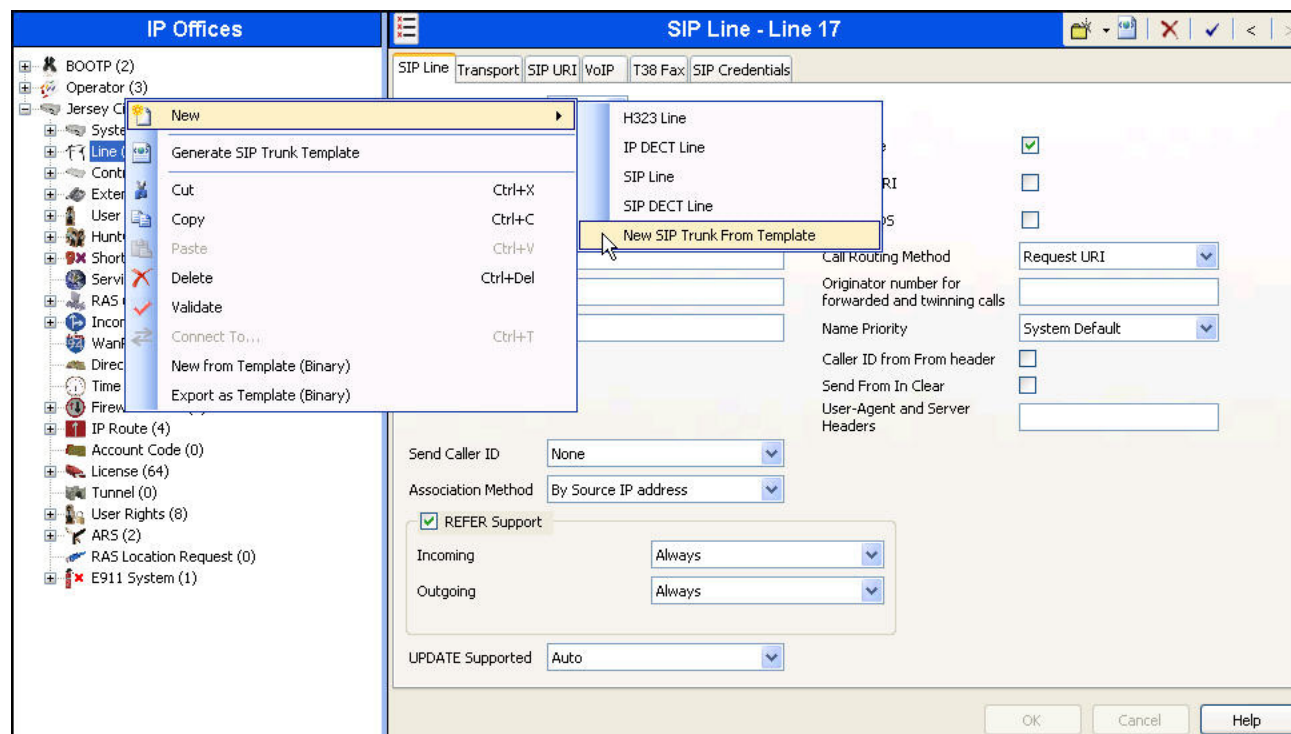 IP Offices
BOOTP (2)
Operator (3)
Jersey
Line
User
RAS
Time
IP Route (4)
Account Code (0)
License (64)
Tunnel (0)
User Rights (8)
ARS (2)
RAS Location Request (0)
E911 System (1)
New
Generate SIP Trunk Template
Cut Ctrl+X
Copy Ctrl+C
Paste Ctrl+V
Delete Ctrl+Del
Validate
Connect To... Ctrl+T
New from Template (Binary)
Export as Template (Binary)
H323 Line
IP DECT Line
SIP Line
SIP DECT Line
New SIP Trunk From Template
SIP Line - Line 17
SIP Line Transport SIP URI VoIP T38 Fax SIP Credentials
Call Routing Method Request URI
Originator number for
forwarded and twinning calls
Name Priority System Default
Caller ID from From header
Send From In Clear
User-Agent and Server
Headers
Send Caller ID None
Association Method By Source IP address
REFER Support
Incoming Always
Outgoing Always
UPDATE Supported Auto
OK Cancel Help